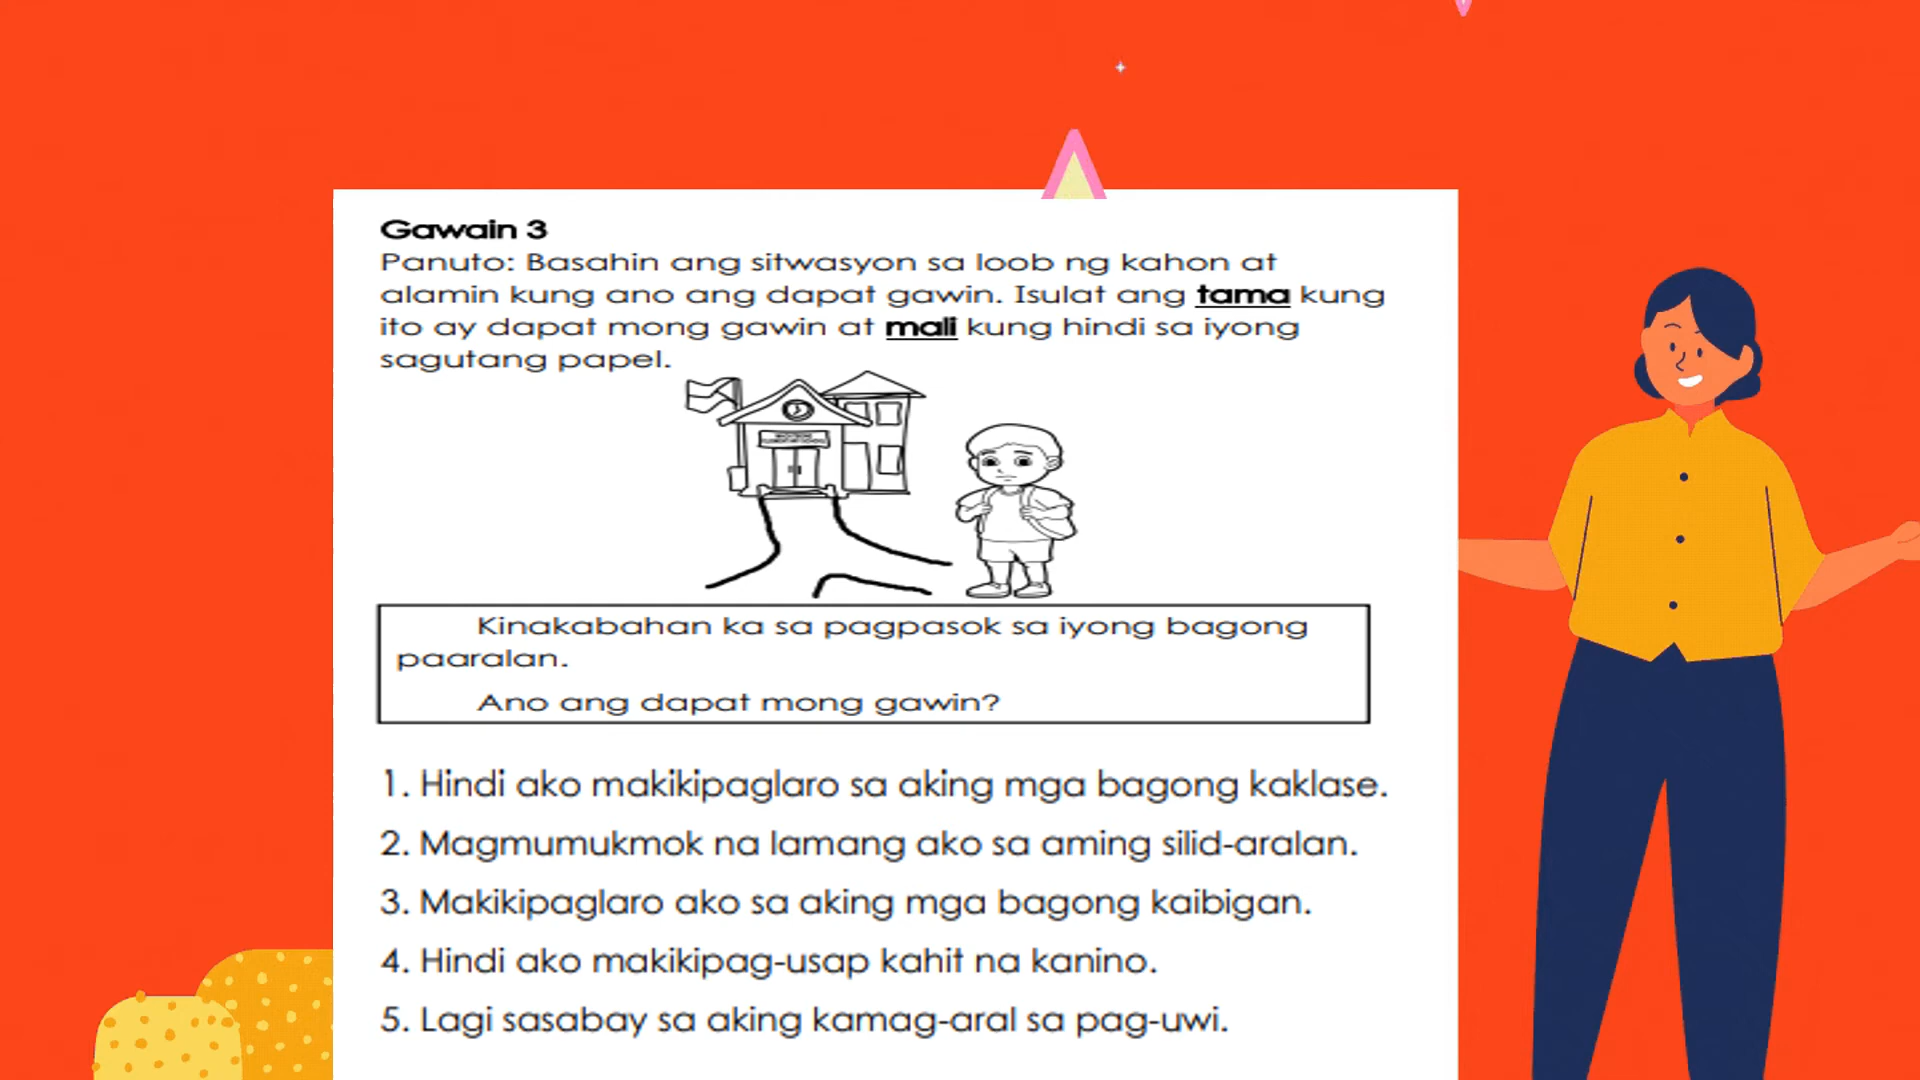 Gawain 3
Panuto: Basahin ang sitwasyon sa loob ng kahon at
alamin kung ano ang dapat gawin. Isulat ang tama kung
ito ay dapat mong gawin at mali kung hindi sa iyong
sagutang papel.
Kinakabahan ka sa pagpasok sa iyong bagong
paaralan.
Ano ang dapat mong gawin?
1. Hindi ako makikipaglaro sa aking mga bagong kaklase.
2. Magmumukmok na lamang ako sa aming silid-aralan.
3. Makikipaglaro ako sa aking mga bagong kaibigan.
4. Hindi ako makikipag-usap kahit na kanino.
5. Lagi sasabay sa aking kamag-aral sa pag-uwi.